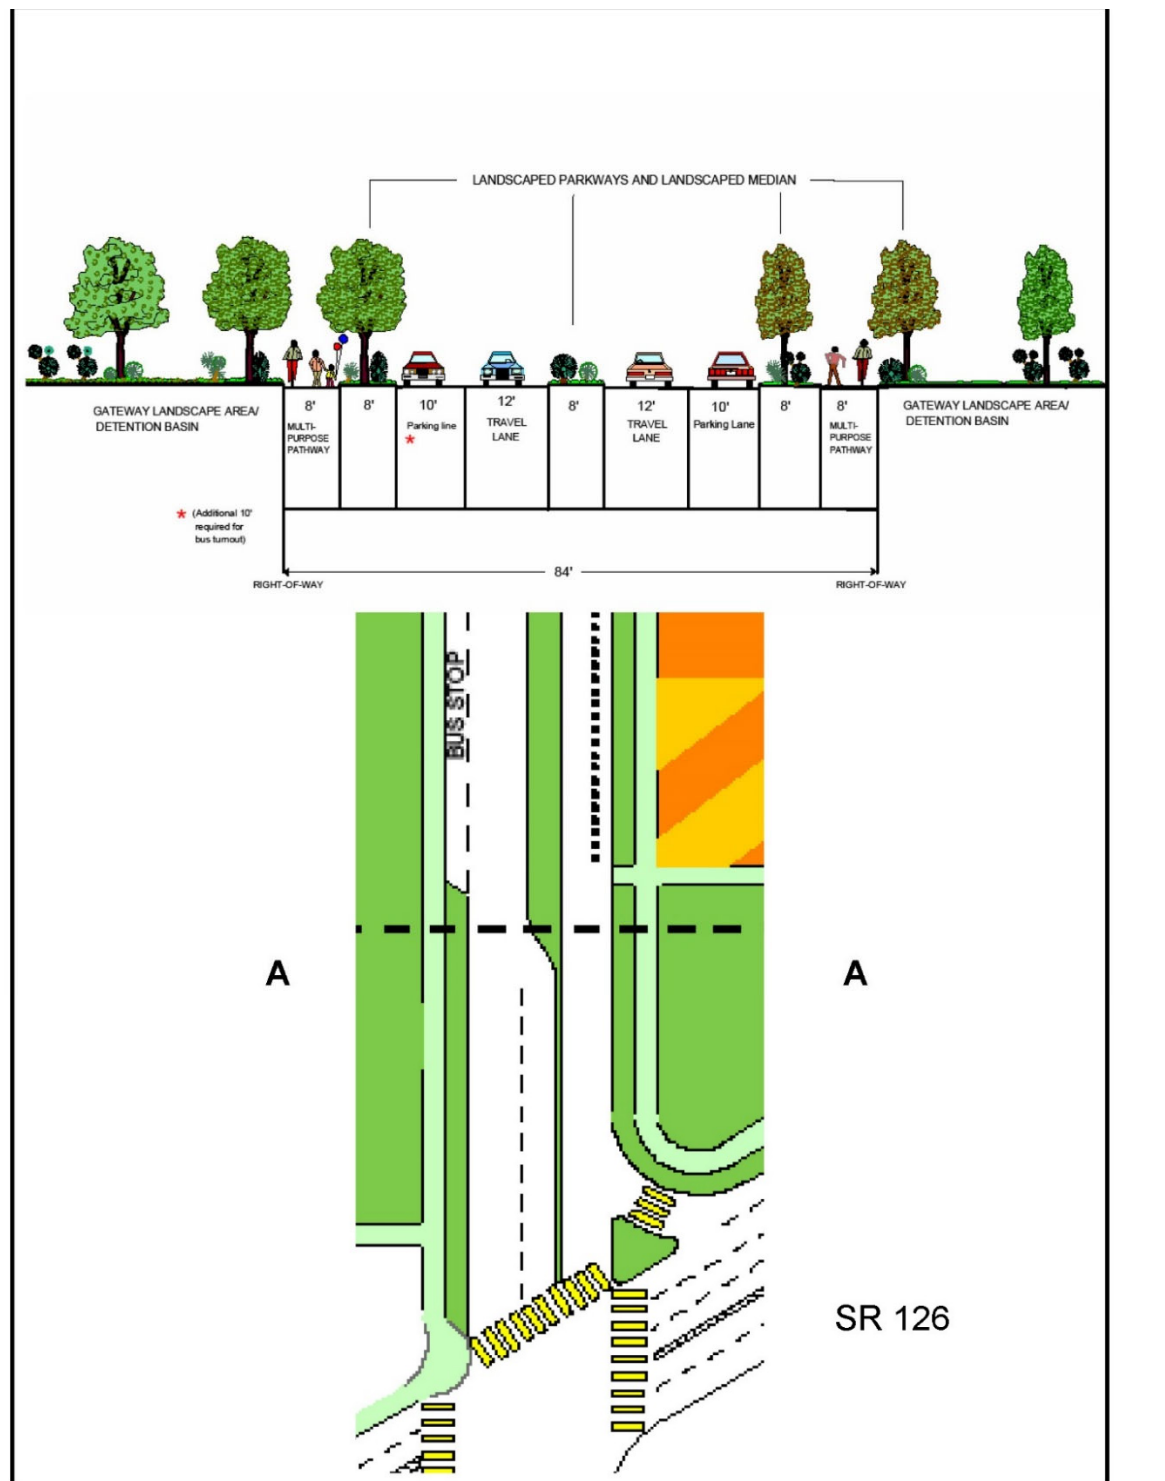 LANDSCAPED PARKWAYS AND LANDSCAPED MEDIAN
GATEWAY LANDSCAPE AREA/
DETENTION BASIN
8'
MULTI-
PURPOSE
PATHWAY
8'
10'
Parking line
*
12'
TRAVEL
LANE
8'
12'
TRAVEL
LANE
10'
Parking Lane
8'
8'
MULTI-
PURPOSE
PATHWAY
GATEWAY LANDSCAPE AREA/
DETENTION BASIN
* (Additional 10'
required for
bus turnout)
84'
RIGHT-OF-WAY
RIGHT-OF-WAY
BUS STOP
A
A
SR 126